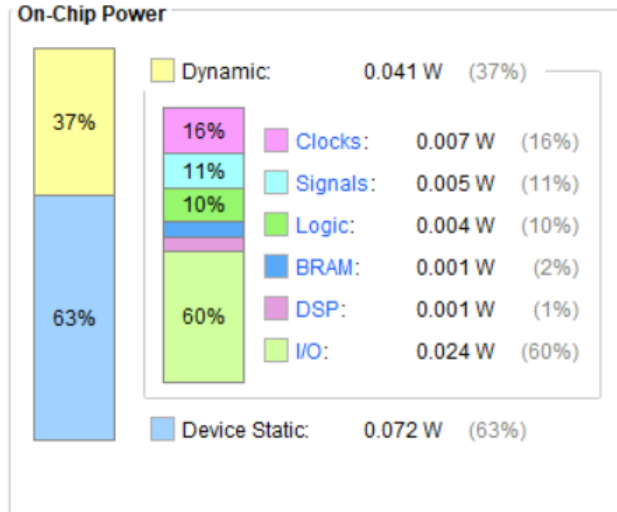 On-Chip Power
Dynamic: 0.041 W (37%)
37%
16%
Clocks: 0.007 W (16%)
11%
Signals: 0.005 W (11%)
10%
Logic: 0.004 W (10%)
BRAM: 0.001 W (2%)
63%
60%
DSP: 0.001 W (1%)
I/O: 0.024 W (60%)
Device Static: 0.072 W (63%)